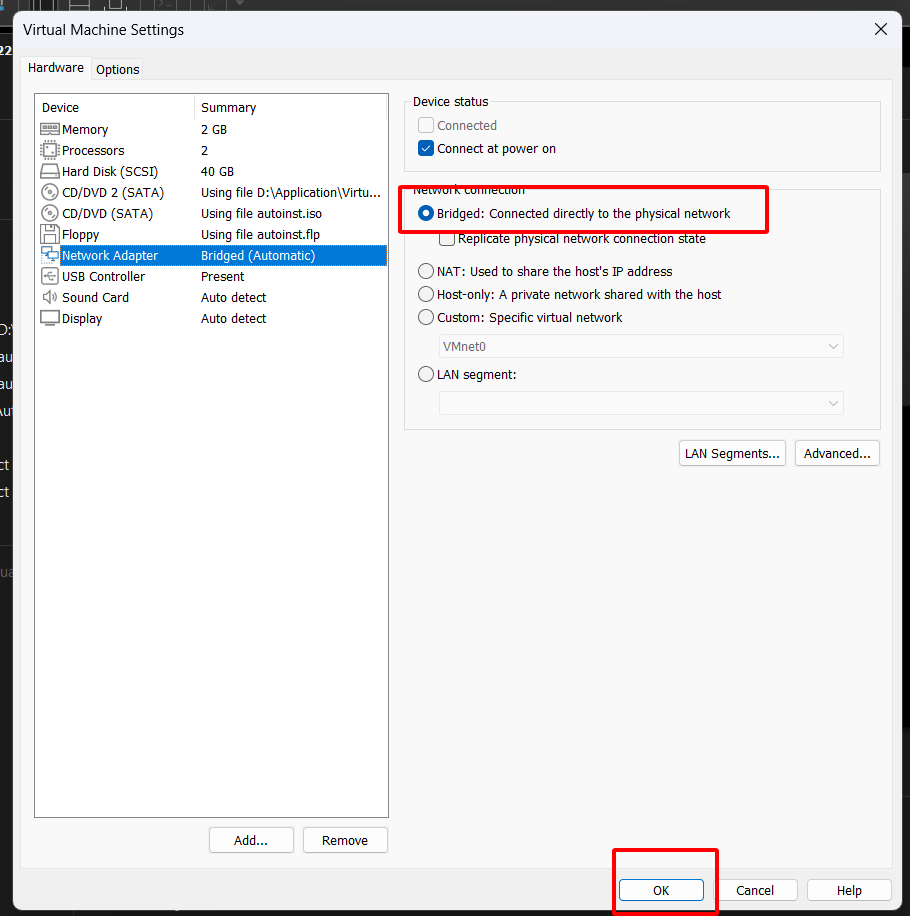 Virtual Machine Settings
Hardware Options
Device Summary
Memory 2 GB
Processors 2
Hard Disk (SCSI) 40 GB
CD/DVD 2 (SATA) Using file D:\Application\Virtu...
CD/DVD (SATA) Using file autoinst.iso
Floppy Using file autoinst.flp
Network Adapter Bridged (Automatic)
USB Controller Present
Sound Card Auto detect
Display Auto detect
Add... Remove
Device status
Connected
Connect at power on
Network connection
Bridged: Connected directly to the physical network
Replicate physical network connection state
NAT: Used to share the host's IP address
Host-only: A private network shared with the host
Custom: Specific virtual network
VMnet0
LAN segment:
LAN Segments... Advanced...
OK Cancel Help